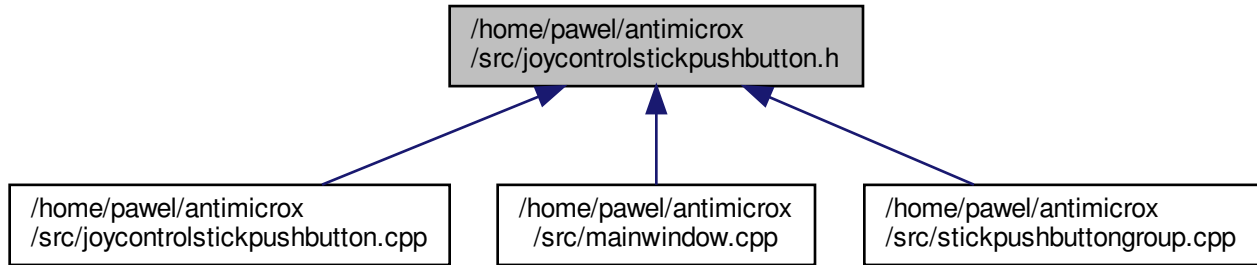 /home/pawel/antimicrox
/src/joycontrolstickpushbutton.h
/home/pawel/antimicrox
/src/joycontrolstickpushbutton.cpp
/home/pawel/antimicrox
/src/mainwindow.cpp
/home/pawel/antimicrox
/src/stickpushbuttongroup.cpp